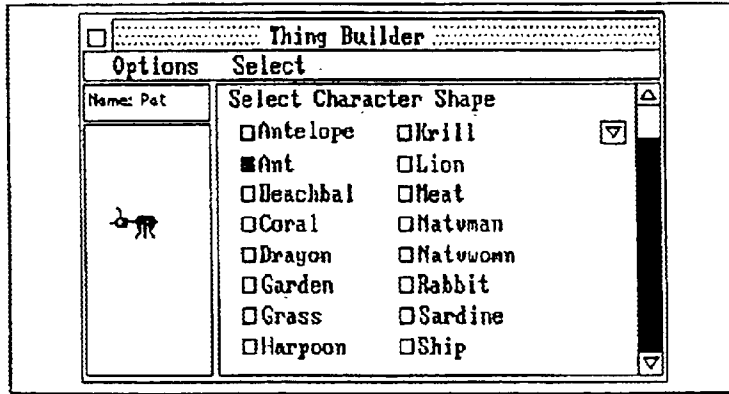 Thing Builder
Options Select
Name: Pat
Select Character Shape
Antelope Krill
Ant Lion
Beachbal Meat
Coral Natvman
Dragon Natvwomn
Garden Rabbit
Grass Sardine
Harpoon Ship